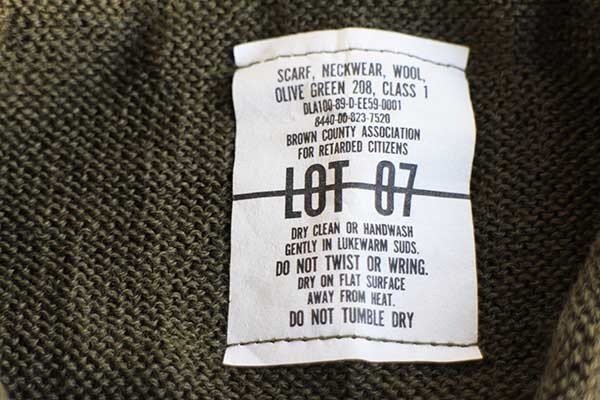 SCARF, NECKWEAR, WOOL,
OLIVE GREEN 208, CLASS 1
DLA100-89-D-EE59-0001
8440-00-823-7520
BROWN COUNTY ASSOCIATION
FOR RETARDED CITIZENS
LOT 07
DRY CLEAN OR HANDWASH
GENTLY IN LUKEWARM SUDS.
DO NOT TWIST OR WRING.
DRY ON FLAT SURFACE
AWAY FROM HEAT.
DO NOT TUMBLE DRY